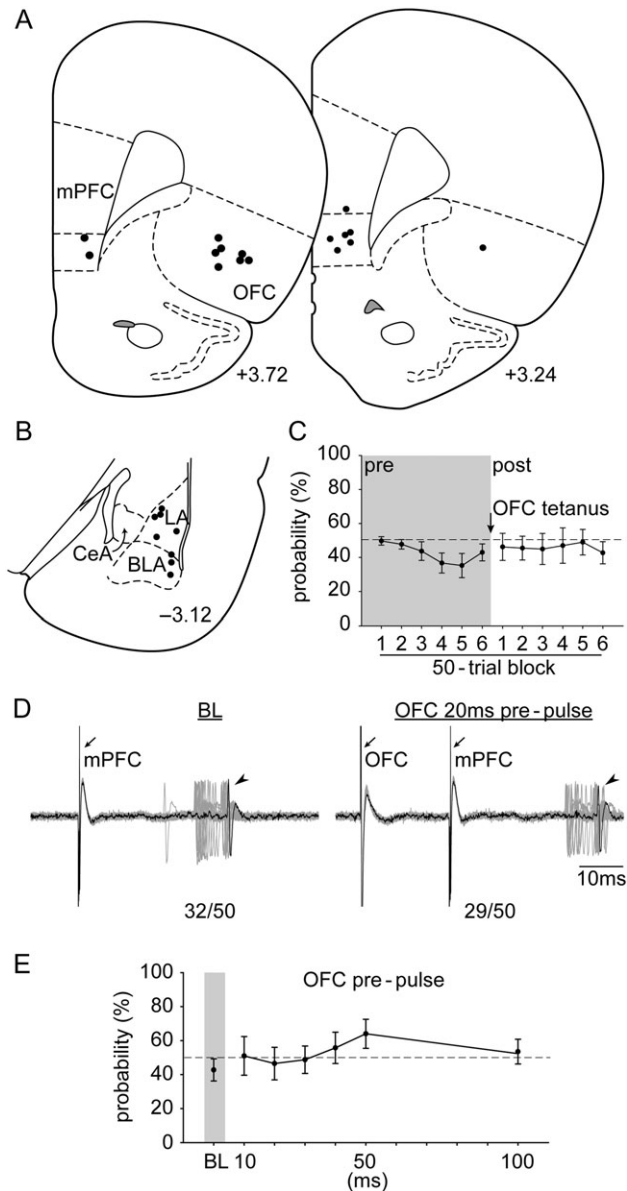 A
mPFC
OFC
+3.72
+3.24
B
LA
CeA
BLA
−3.12
C
pre
post
OFC tetanus
probability (%)
100
80
60
40
20
0
1 2 3 4 5 6 1 2 3 4 5 6
50-trial block
D
BL
OFC 20ms pre-pulse
mPFC
OFC
mPFC
10ms
32/50
29/50
E
OFC pre-pulse
probability (%)
100
80
60
40
20
0
BL 10 50 100
(ms)